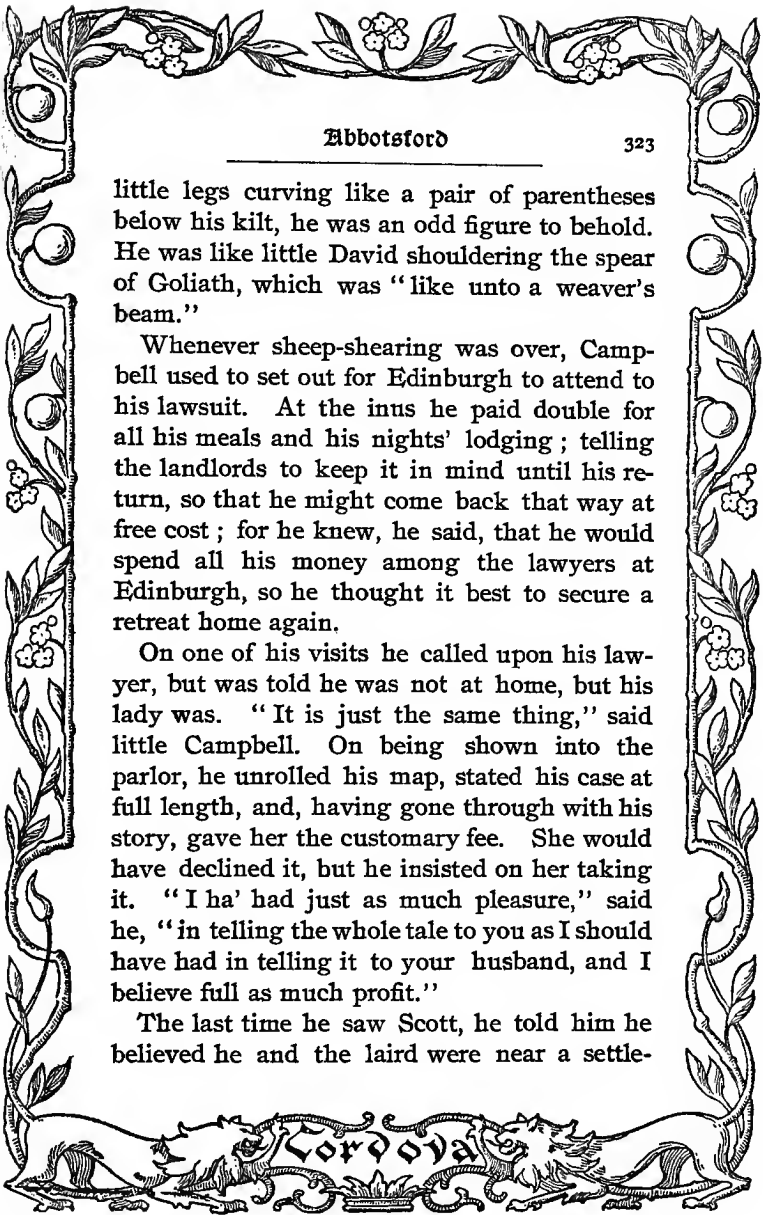 Abbotsford 323
little legs curving like a pair of parentheses
below his kilt, he was an odd figure to behold.
He was like little David shouldering the spear
of Goliath, which was "like unto a weaver's
beam."
Whenever sheep-shearing was over, Camp-
bell used to set out for Edinburgh to attend to
his lawsuit. At the inus he paid double for
all his meals and his nights' lodging ; telling
the landlords to keep it in mind until his re-
turn, so that he might come back that way at
free cost ; for he knew, he said, that he would
spend all his money among the lawyers at
Edinburgh, so he thought it best to secure a
retreat home again.
On one of his visits he called upon his law-
yer, but was told he was not at home, but his
lady was. "It is just the same thing," said
little Campbell. On being shown into the
parlor, he unrolled his map, stated his case at
full length, and, having gone through with his
story, gave her the customary fee. She would
have declined it, but he insisted on her taking
it. "I ha' had just as much pleasure," said
he, "in telling the whole tale to you as I should
have had in telling it to your husband, and I
believe full as much profit."
The last time he saw Scott, he told him he
believed he and the laird were near a settle-
Cordova